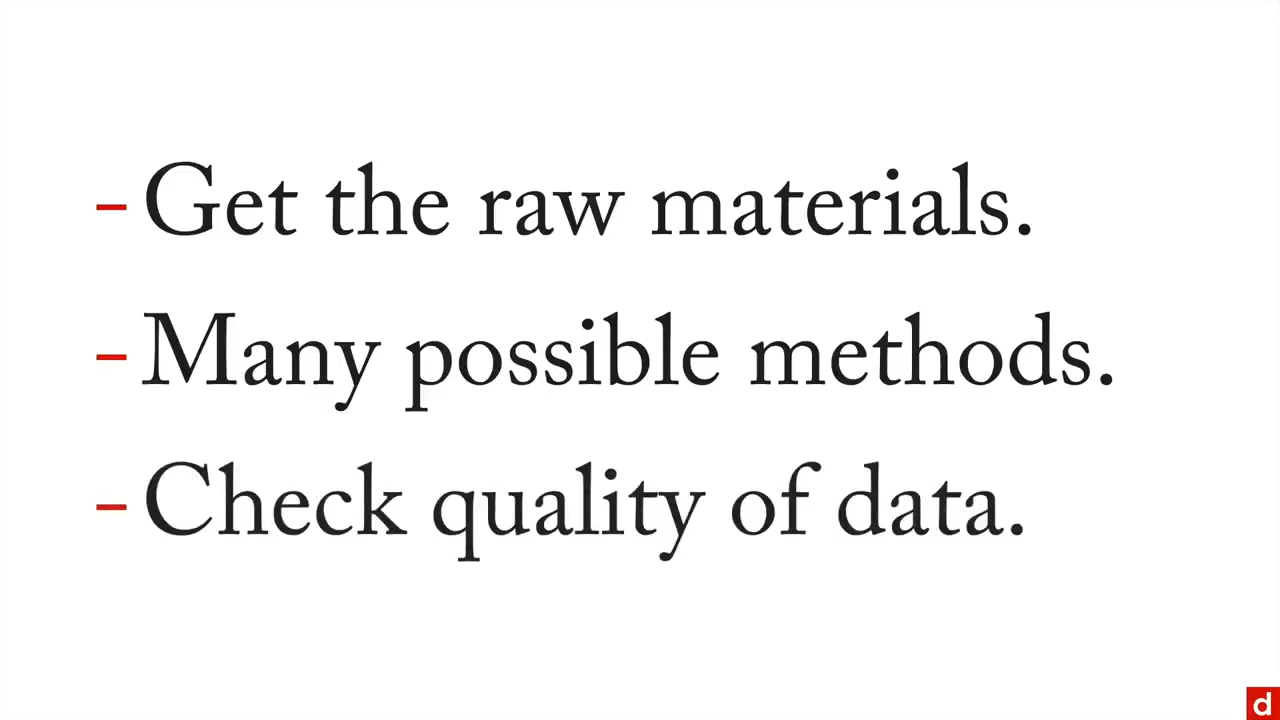 - Get the raw materials.
- Many possible methods.
- Check quality of data.
d